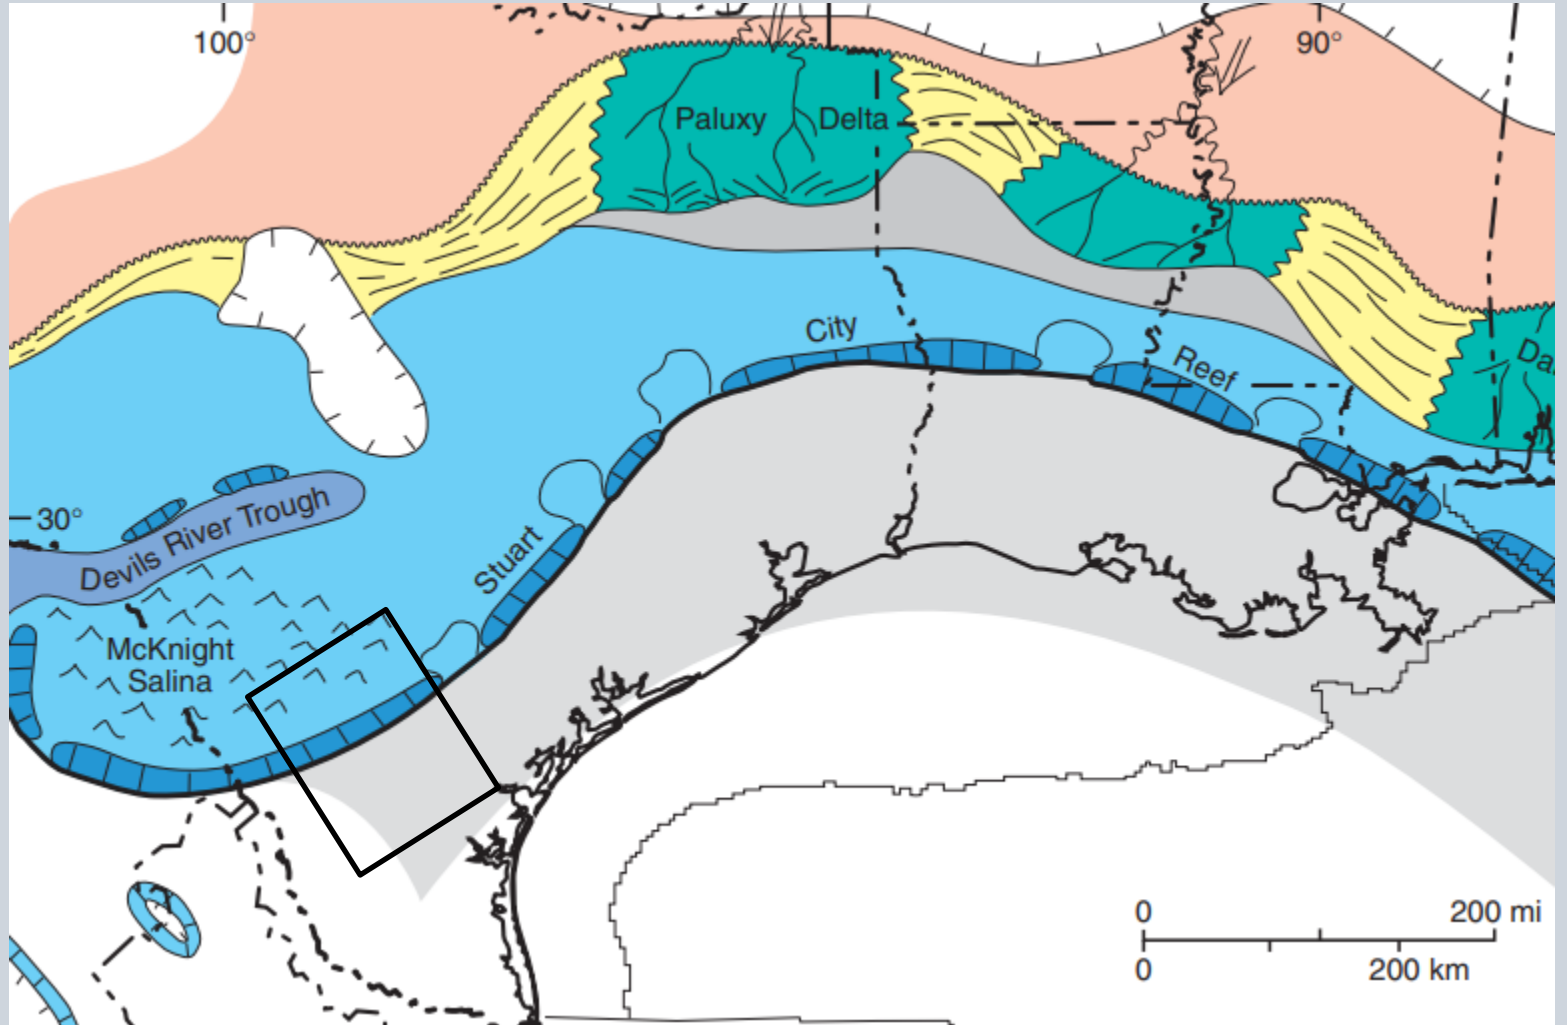 100°
90°
Paluxy Delta
City
Reef
Da
30°
Devils River Trough
Stuart
McKnight
Salina
0 200 mi
0 200 km